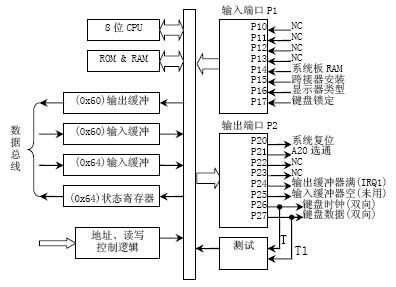 8 位 CPU
ROM & RAM
(0x60)输出缓冲
(0x60)输入缓冲
(0x64)输入缓冲
(0x64)状态寄存器
地址、读写
控制逻辑
数据总线
输入端口 P1
P10 NC
P11 NC
P12 NC
P13 NC
P14 系统板 RAM
P15 跨接器安装
P16 显示器类型
P17 键盘锁定
输出端口 P2
P20 系统复位
P21 A20 选通
P22 NC
P23 NC
P24 输出缓冲器满(IRQ1)
P25 输入缓冲器空(未用)
P26 键盘时钟(双向)
P27 键盘数据(双向)
测试
T
T1